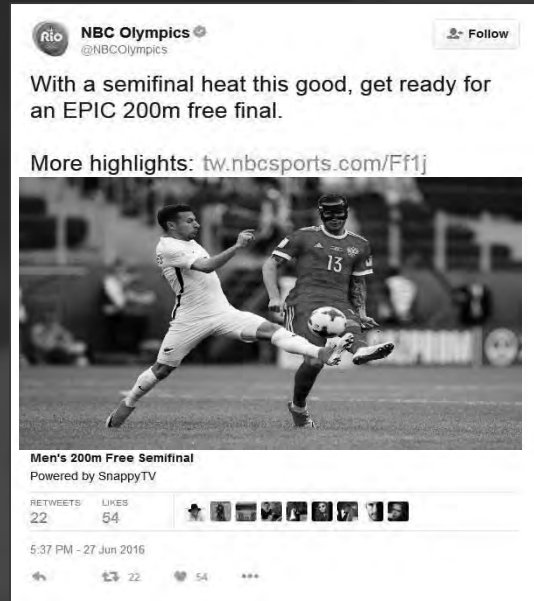 Rio
NBC Olympics
@NBCOlympics
Follow
With a semifinal heat this good, get ready for
an EPIC 200m free final.
More highlights: tw.nbcsports.com/Ff1j
13
Men's 200m Free Semifinal
Powered by SnappyTV
RETWEETS LIKES
22 54
5:37 PM - 27 Jun 2016
22 54